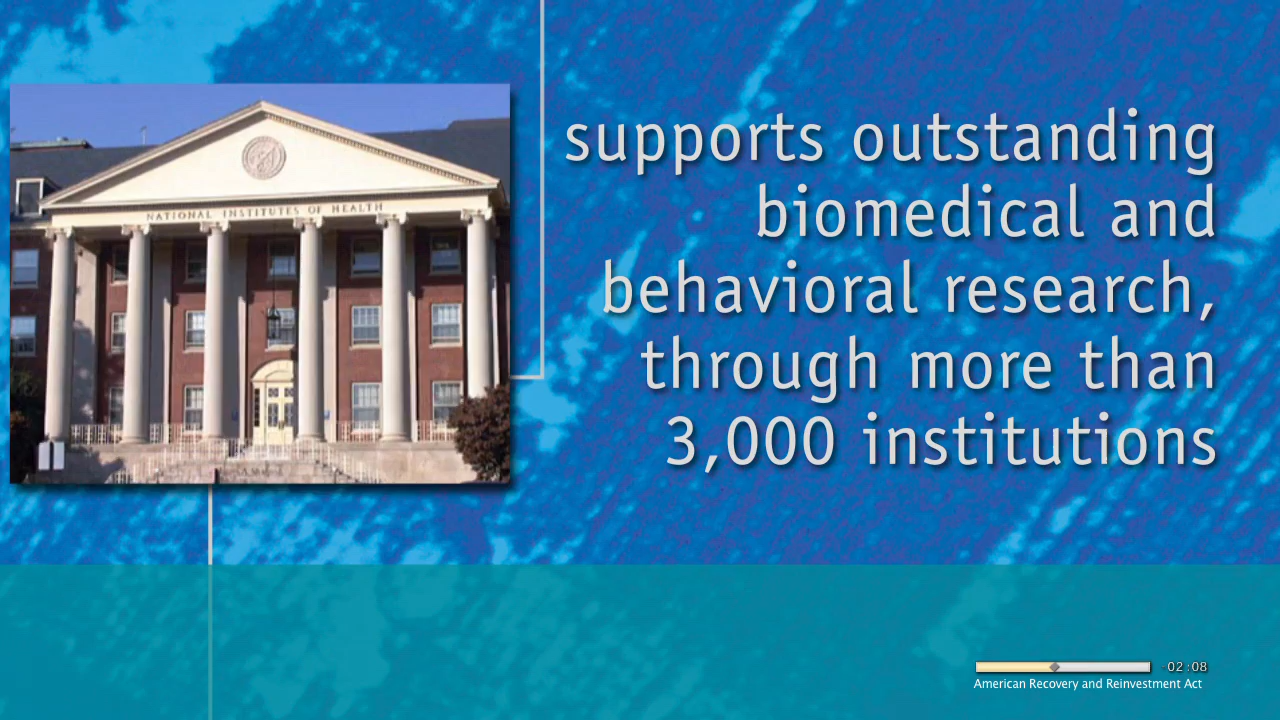 NATIONAL INSTITUTES OF HEALTH
supports outstanding
biomedical and
behavioral research,
through more than
3,000 institutions
-02:08
American Recovery and Reinvestment Act